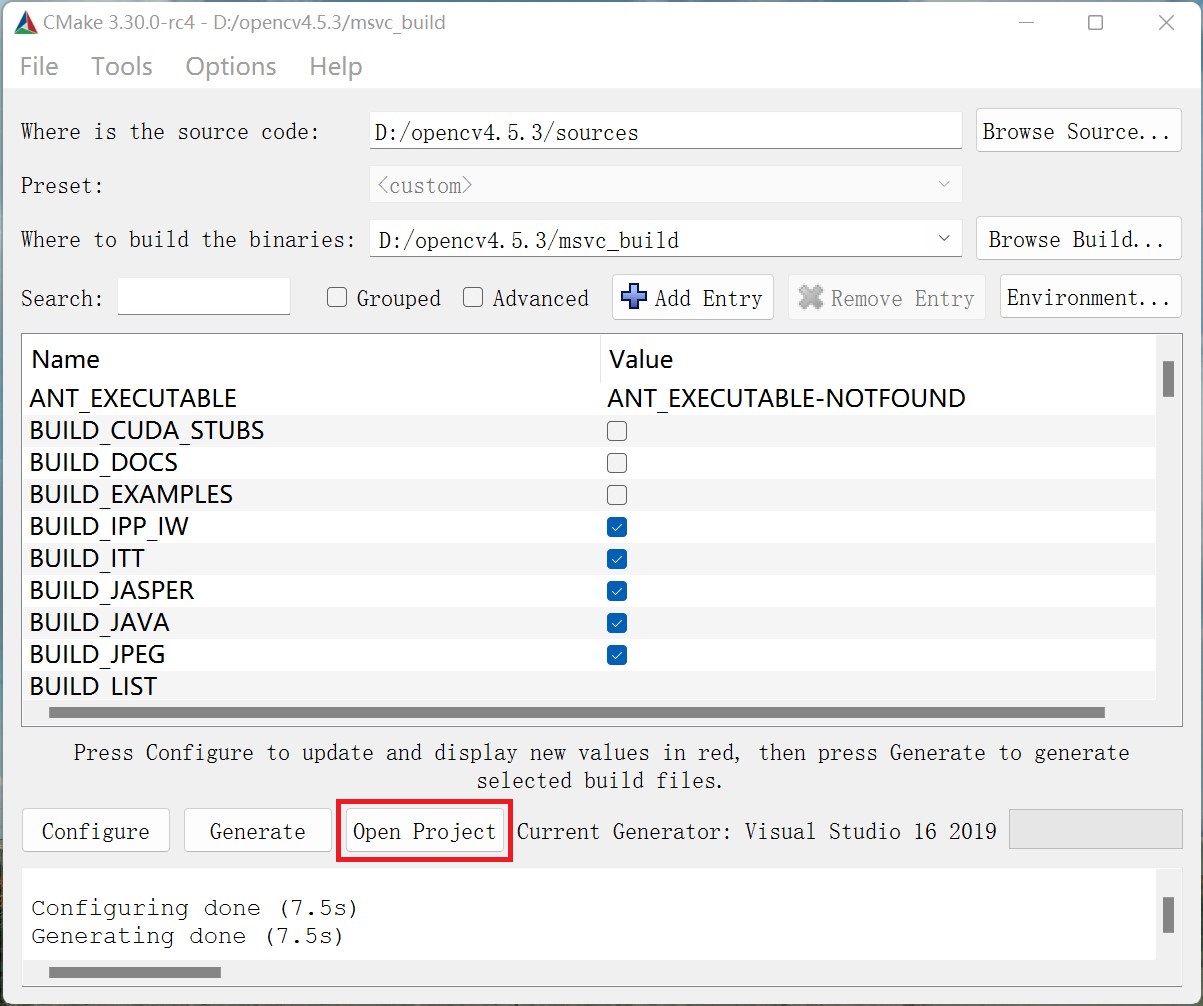 CMake 3.30.0-rc4 - D:/opencv4.5.3/msvc_build
File Tools Options Help
Where is the source code: D:/opencv4.5.3/sources Browse Source...
Preset: <custom>
Where to build the binaries: D:/opencv4.5.3/msvc_build Browse Build...
Search: Grouped Advanced Add Entry Remove Entry Environment...
Name Value
ANT_EXECUTABLE ANT_EXECUTABLE-NOTFOUND
BUILD_CUDA_STUBS
BUILD_DOCS
BUILD_EXAMPLES
BUILD_IPP_IW
BUILD_ITT
BUILD_JASPER
BUILD_JAVA
BUILD_JPEG
BUILD_LIST
Press Configure to update and display new values in red, then press Generate to generate
selected build files.
Configure Generate Open Project Current Generator: Visual Studio 16 2019
Configuring done (7.5s)
Generating done (7.5s)